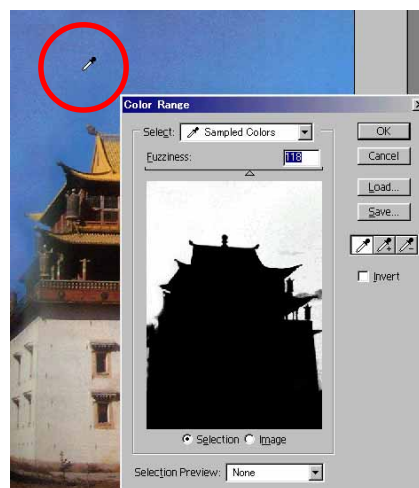 Color Range
Select: Sampled Colors
OK
Fuzziness: 118
Cancel
Load...
Save...
Invert
Selection Image
Selection Preview: None